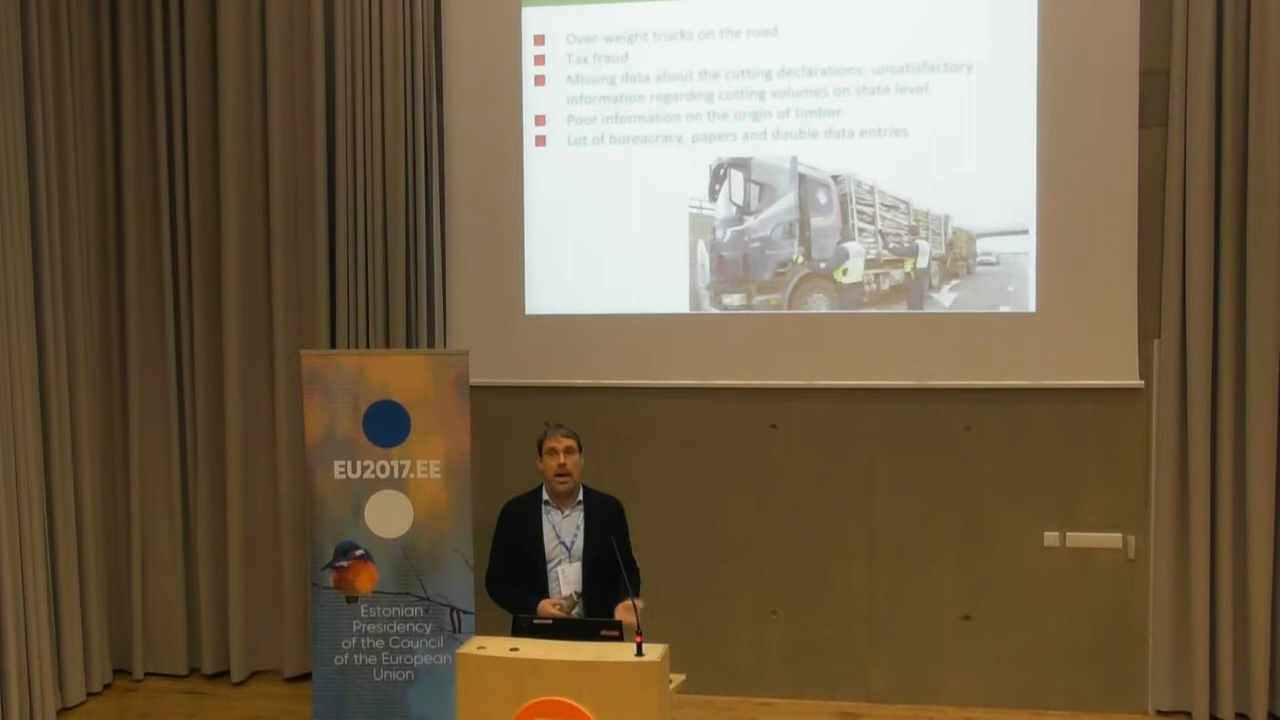 Over-weight trucks on the road
Tax fraud
Missing data about the cutting declarations, unsatisfactory
information regarding cutting volumes on state level
Poor information on the origin of timber
Lot of bureacracy, papers and double data entries
EU2017.EE
Estonian
Presidency
of the Council
of the European
Union